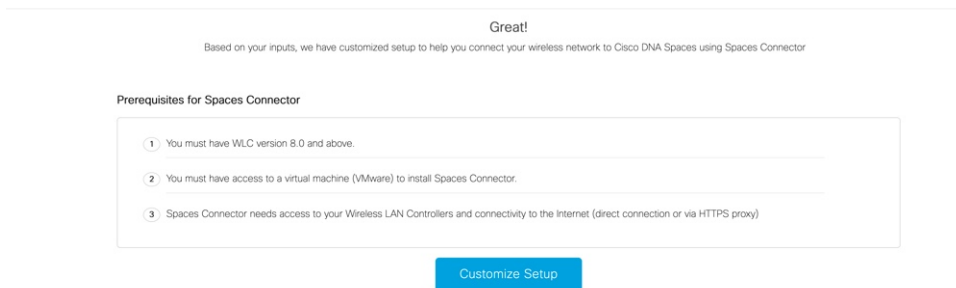 Great!
Based on your inputs, we have customized setup to help you connect your wireless network to Cisco DNA Spaces using Spaces Connector
Prerequisites for Spaces Connector
1 You must have WLC version 8.0 and above.
2 You must have access to a virtual machine (VMware) to install Spaces Connector.
3 Spaces Connector needs access to your Wireless LAN Controllers and connectivity to the Internet (direct connection or via HTTPS proxy)
Customize Setup